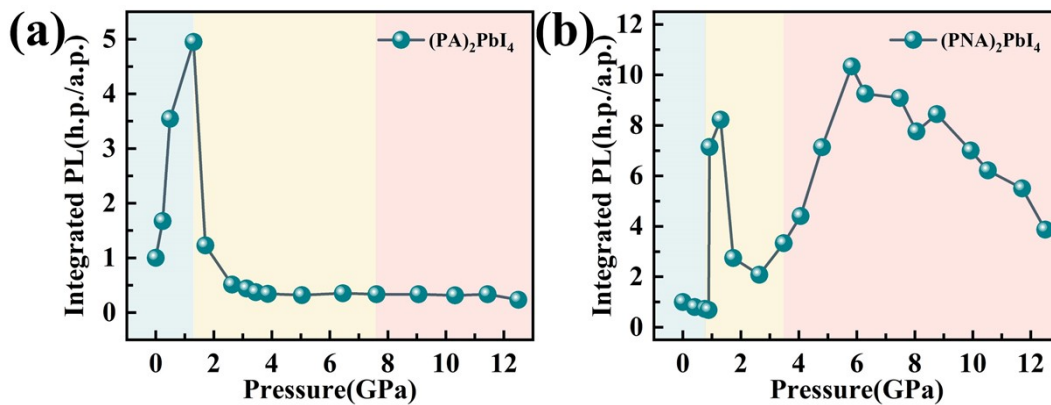 (a)
(PA)₂PbI₄
Integrated PL(h.p./a.p.)
5
4
3
2
1
0
0 2 4 6 8 10 12
Pressure(GPa)
(b)
(PNA)₂PbI₄
Integrated PL(h.p./a.p.)
12
10
8
6
4
2
0
0 2 4 6 8 10 12
Pressure(GPa)